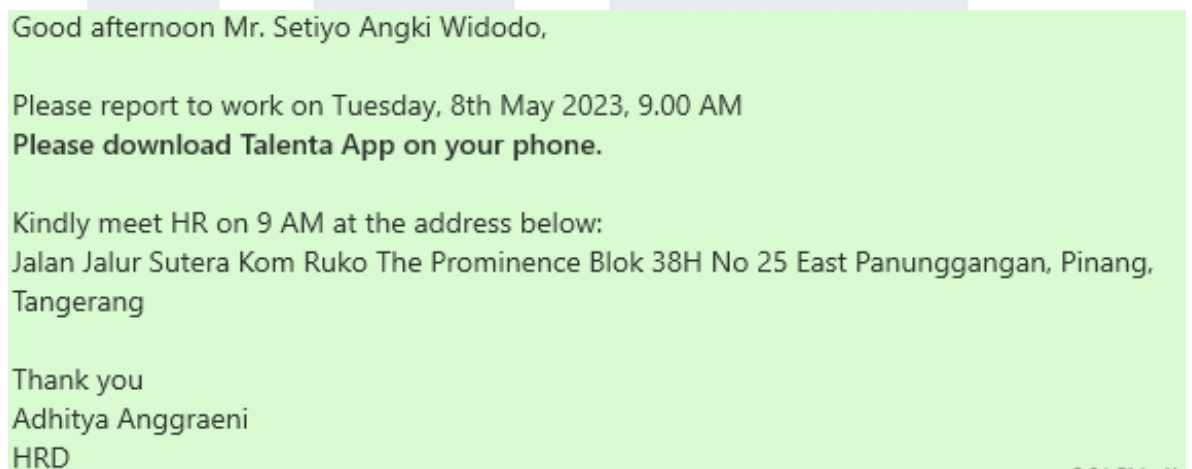 Good afternoon Mr. Setiyo Angki Widodo,
Please report to work on Tuesday, 8th May 2023, 9.00 AM
Please download Talenta App on your phone.
Kindly meet HR on 9 AM at the address below:
Jalan Jalur Sutera Kom Ruko The Prominence Blok 38H No 25 East Panunggangan, Pinang,
Tangerang
Thank you
Adhitya Anggraeni
HRD